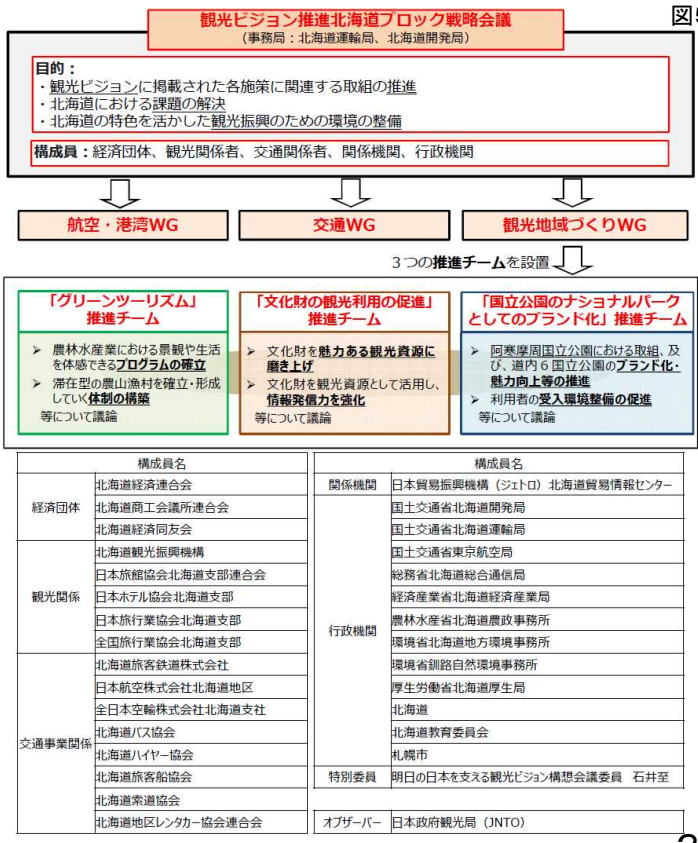 図5
観光ビジョン推進北海道ブロック戦略会議
(事務局：北海道運輸局、北海道開発局)
目的：
・観光ビジョンに掲載された各施策に関連する取組の推進
・北海道における課題の解決
・北海道の特色を活かした観光振興のための環境の整備
構成員：経済団体、観光関係者、交通関係者、関係機関、行政機関
航空・港湾WG
交通WG
観光地域づくりWG
３つの推進チームを設置
「グリーンツーリズム」
推進チーム
➢ 農林水産業における景観や生活
を体感できるプログラムの確立
➢ 滞在型の農山漁村を確立・形成
していく体制の構築
等について議論
「文化財の観光利用の促進」
推進チーム
➢ 文化財を魅力ある観光資源に
磨き上げ
➢ 文化財を観光資源として活用し、
情報発信力を強化
等について議論
「国立公園のナショナルパーク
としてのブランド化」推進チーム
➢ 阿寒摩周国立公園における取組、及
び、道内６国立公園のブランド化・
魅力向上等の推進
➢ 利用者の受入環境整備の促進
等について議論
構成員名
経済団体
北海道経済連合会
北海道商工会議所連合会
北海道経済同友会
観光関係
北海道観光振興機構
日本旅館協会北海道支部連合会
日本ホテル協会北海道支部
日本旅行業協会北海道支部
全国旅行業協会北海道支部
交通事業関係
北海道旅客鉄道株式会社
日本航空株式会社北海道地区
全日本空輸株式会社北海道支社
北海道バス協会
北海道ハイヤー協会
北海道旅客船協会
北海道索道協会
北海道地区レンタカー協会連合会
構成員名
関係機関 日本貿易振興機構（ジェトロ）北海道貿易情報センター
行政機関
国土交通省北海道開発局
国土交通省北海道運輸局
国土交通省東京航空局
総務省北海道総合通信局
経済産業省北海道経済産業局
農林水産省北海道農政事務所
環境省北海道地方環境事務所
環境省釧路自然環境事務所
厚生労働省北海道厚生局
北海道
北海道教育委員会
札幌市
特別委員 明日の日本を支える観光ビジョン構想会議委員 石井至
オブザーバー 日本政府観光局（JNTO）